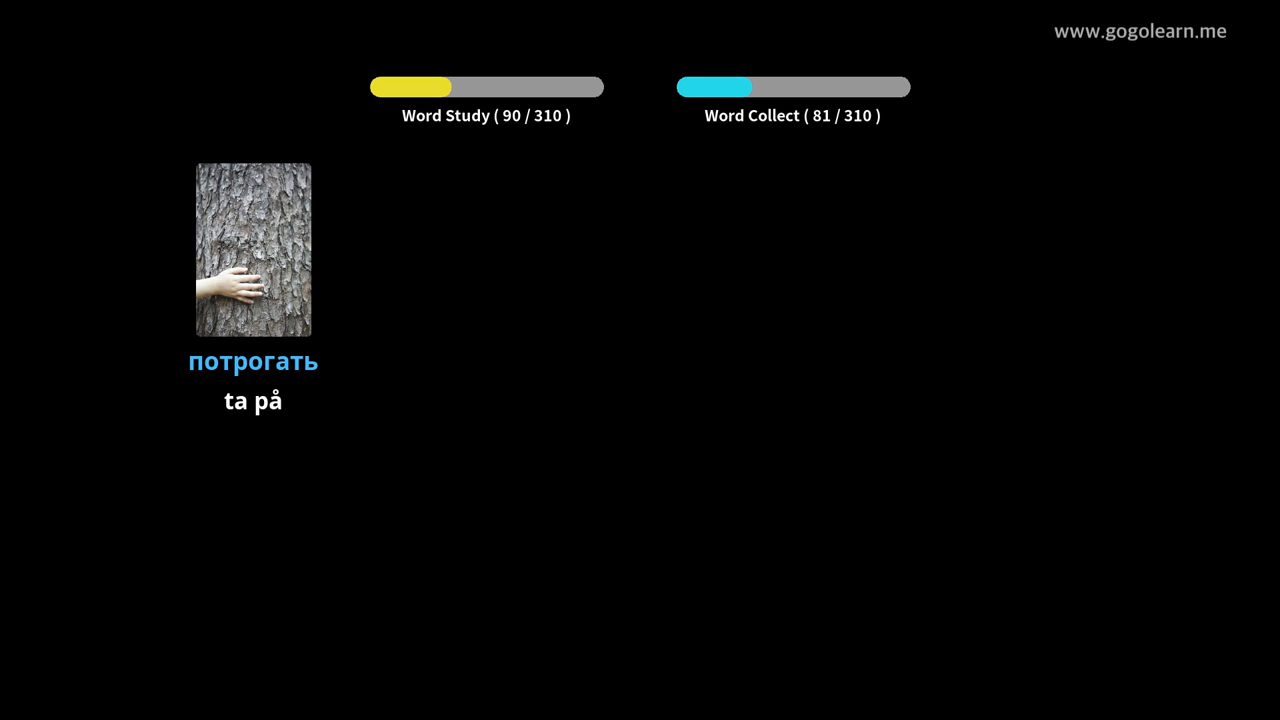 www.gogolearn.me
Word Study ( 90 / 310 )
Word Collect ( 81 / 310 )
потрогать
ta på